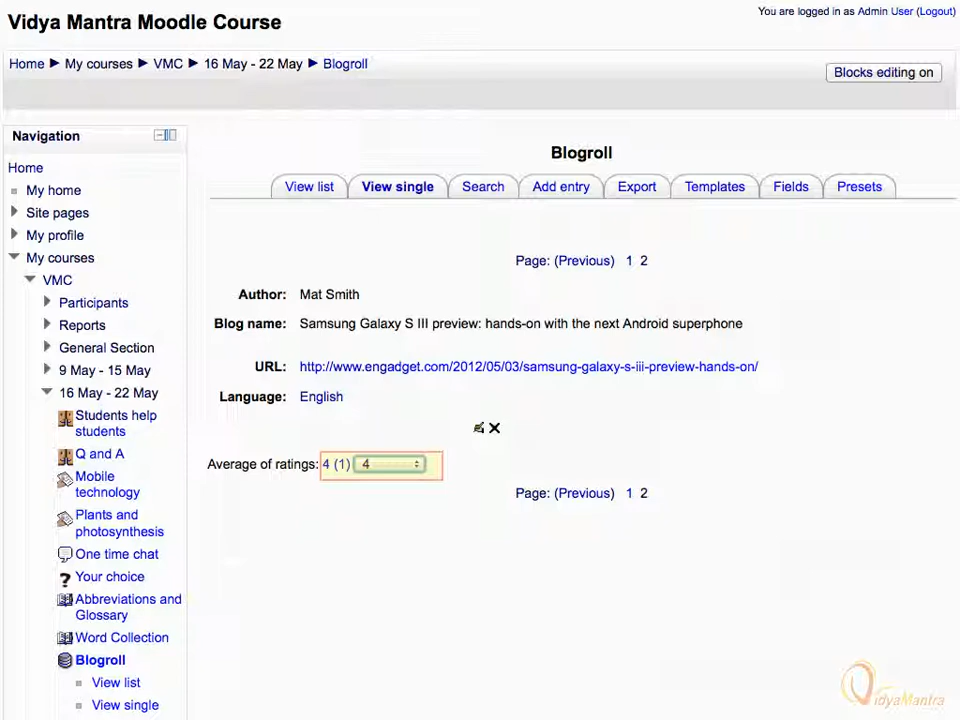 Vidya Mantra Moodle Course
You are logged in as Admin User (Logout)
Home ► My courses ► VMC ► 16 May - 22 May ► Blogroll
Blocks editing on
Navigation
Home
My home
Site pages
My profile
My courses
VMC
Participants
Reports
General Section
9 May - 15 May
16 May - 22 May
Students help
students
Q and A
Mobile
technology
Plants and
photosynthesis
One time chat
Your choice
Abbreviations and
Glossary
Word Collection
Blogroll
View list
View single
Blogroll
View list View single Search Add entry Export Templates Fields Presets
Page: (Previous) 1 2
Author: Mat Smith
Blog name: Samsung Galaxy S III preview: hands-on with the next Android superphone
URL: http://www.engadget.com/2012/05/03/samsung-galaxy-s-iii-preview-hands-on/
Language: English
Average of ratings: 4 (1) 4
Page: (Previous) 1 2
VidyaMantra